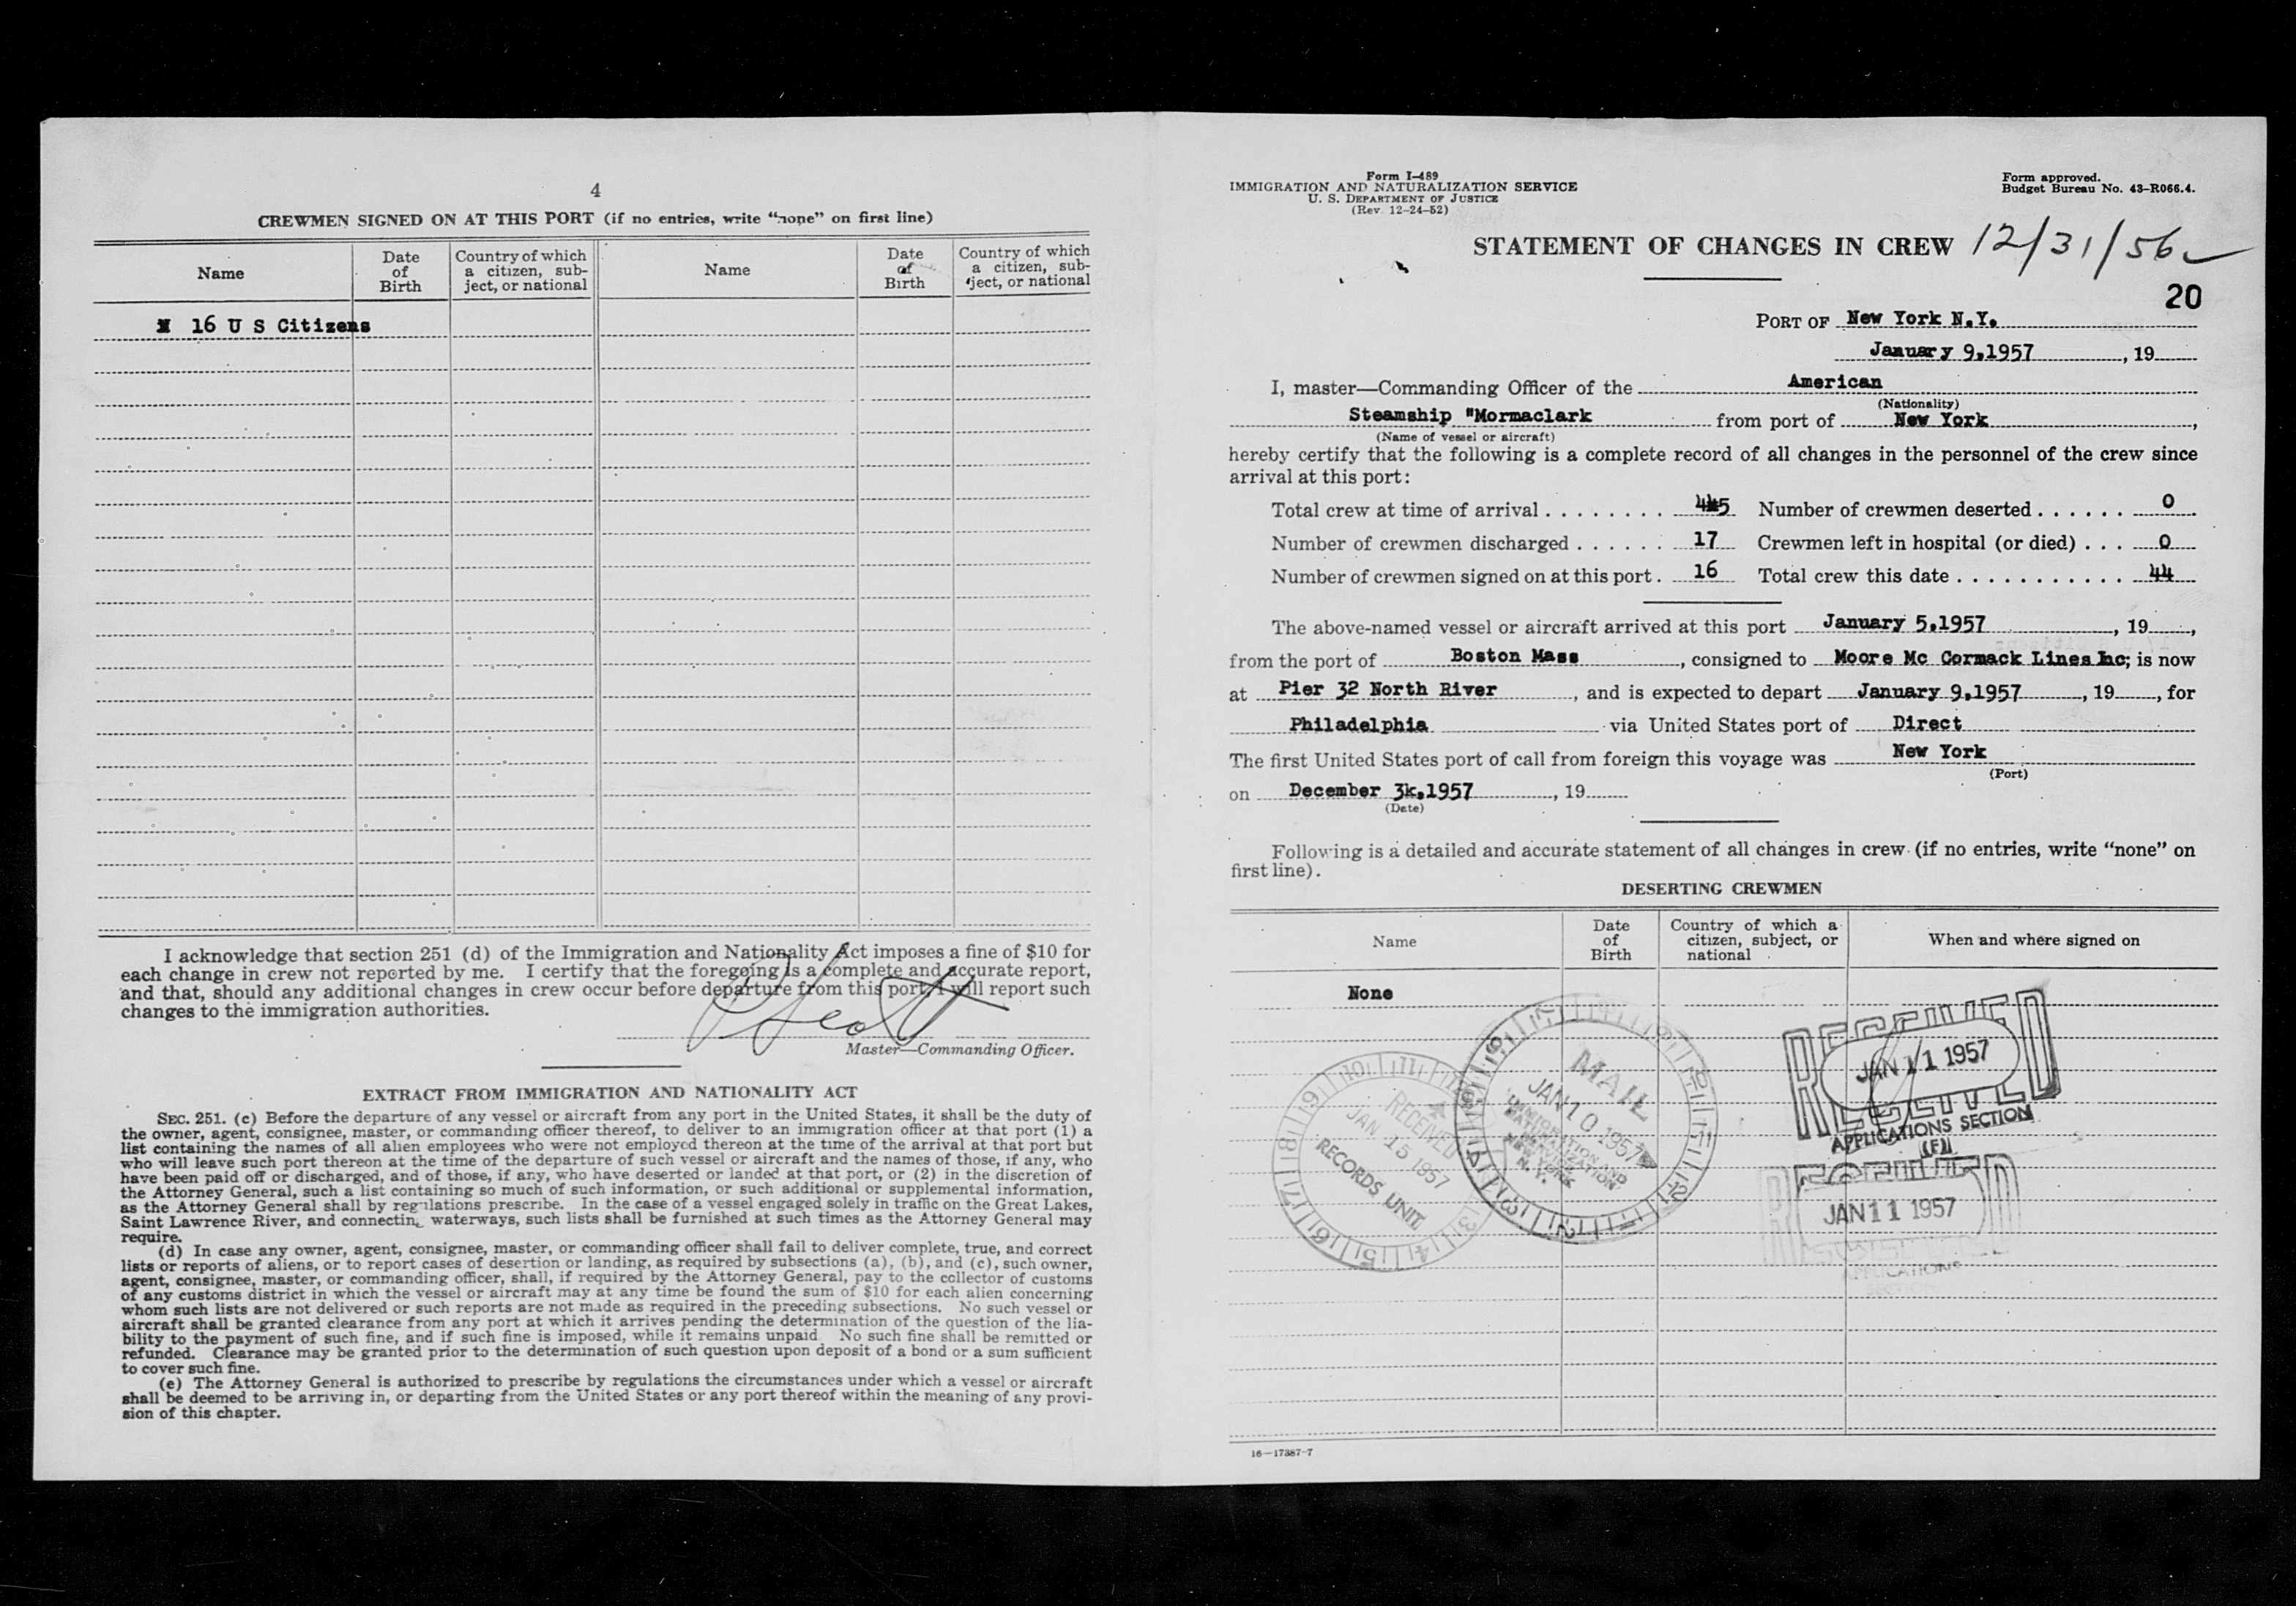 4
CREWMEN SIGNED ON AT THIS PORT (if no entries, write “none” on first line)
Name
Date
of
Birth
Country of which
a citizen, sub-
ject, or national
Name
Date
of
Birth
Country of which
a citizen, sub-
ject, or national
16 U S Citizens
I acknowledge that section 251 (d) of the Immigration and Nationality Act imposes a fine of $10 for
each change in crew not reported by me. I certify that the foregoing is a complete and accurate report,
and that, should any additional changes in crew occur before departure from this port, I will report such
changes to the immigration authorities.
Master—Commanding Officer.
EXTRACT FROM IMMIGRATION AND NATIONALITY ACT
SEC. 251. (c) Before the departure of any vessel or aircraft from any port in the United States, it shall be the duty of
the owner, agent, consignee, master, or commanding officer thereof, to deliver to an immigration officer at that port (1) a
list containing the names of all alien employees who were not employed thereon at the time of the arrival at that port but
who will leave such port thereon at the time of the departure of such vessel or aircraft and the names of those, if any, who
have been paid off or discharged, and of those, if any, who have deserted or landed at that port, or (2) in the discretion of
the Attorney General, such a list containing so much of such information, or such additional or supplemental information,
as the Attorney General shall by regulations prescribe. In the case of a vessel engaged solely in traffic on the Great Lakes,
Saint Lawrence River, and connecting waterways, such lists shall be furnished at such times as the Attorney General may
require.
(d) In case any owner, agent, consignee, master, or commanding officer shall fail to deliver complete, true, and correct
lists or reports of aliens, or to report cases of desertion or landing, as required by subsections (a), (b), and (c), such owner,
agent, consignee, master, or commanding officer, shall, if required by the Attorney General, pay to the collector of customs
of any customs district in which the vessel or aircraft may at any time be found the sum of $10 for each alien concerning
whom such lists are not delivered or such reports are not made as required in the preceding subsections. No such vessel or
aircraft shall be granted clearance from any port at which it arrives pending the determination of the question of the lia-
bility to the payment of such fine, and if such fine is imposed, while it remains unpaid. No such fine shall be remitted or
refunded. Clearance may be granted prior to the determination of such question upon deposit of a bond or a sum sufficient
to cover such fine.
(e) The Attorney General is authorized to prescribe by regulations the circumstances under which a vessel or aircraft
shall be deemed to be arriving in, or departing from the United States or any port thereof within the meaning of any provi-
sion of this chapter.
Form I-489
IMMIGRATION AND NATURALIZATION SERVICE
U. S. DEPARTMENT OF JUSTICE
(Rev. 12-24-52)
Form approved.
Budget Bureau No. 43-R066.4.
STATEMENT OF CHANGES IN CREW 12/31/56
20
PORT OF New York N.Y.
January 9,1957, 19
I, master—Commanding Officer of the American
(Nationality)
Steamship "Mormaclark from port of New York,
(Name of vessel or aircraft)
hereby certify that the following is a complete record of all changes in the personnel of the crew since
arrival at this port:
Total crew at time of arrival 45 Number of crewmen deserted 0
Number of crewmen discharged 17 Crewmen left in hospital (or died) 0
Number of crewmen signed on at this port. 16 Total crew this date 44
The above-named vessel or aircraft arrived at this port January 5,1957, 19,
from the port of Boston Mass, consigned to Moore Mc Cormack Lines Inc; is now
at Pier 32 North River, and is expected to depart January 9,1957, 19, for
Philadelphia via United States port of Direct
The first United States port of call from foreign this voyage was New York
(Port)
on December 3k,1957, 19
(Date)
Following is a detailed and accurate statement of all changes in crew (if no entries, write “none” on
first line).
DESERTING CREWMEN
Name
Date
of
Birth
Country of which a
citizen, subject, or
national
When and where signed on
None
RECEIVED
JAN 15 1957
RECORDS UNIT
MAIL
JAN 10 1957
IMMIGRATION AND
NATURALIZATION
NEW YORK
N. Y.
RECEIVED
JAN 11 1957
RECEIVED
APPLICATIONS SECTION
(F)
RECEIVED
JAN 11 1957
APPLICATIONS
SECTION
16—17387-7